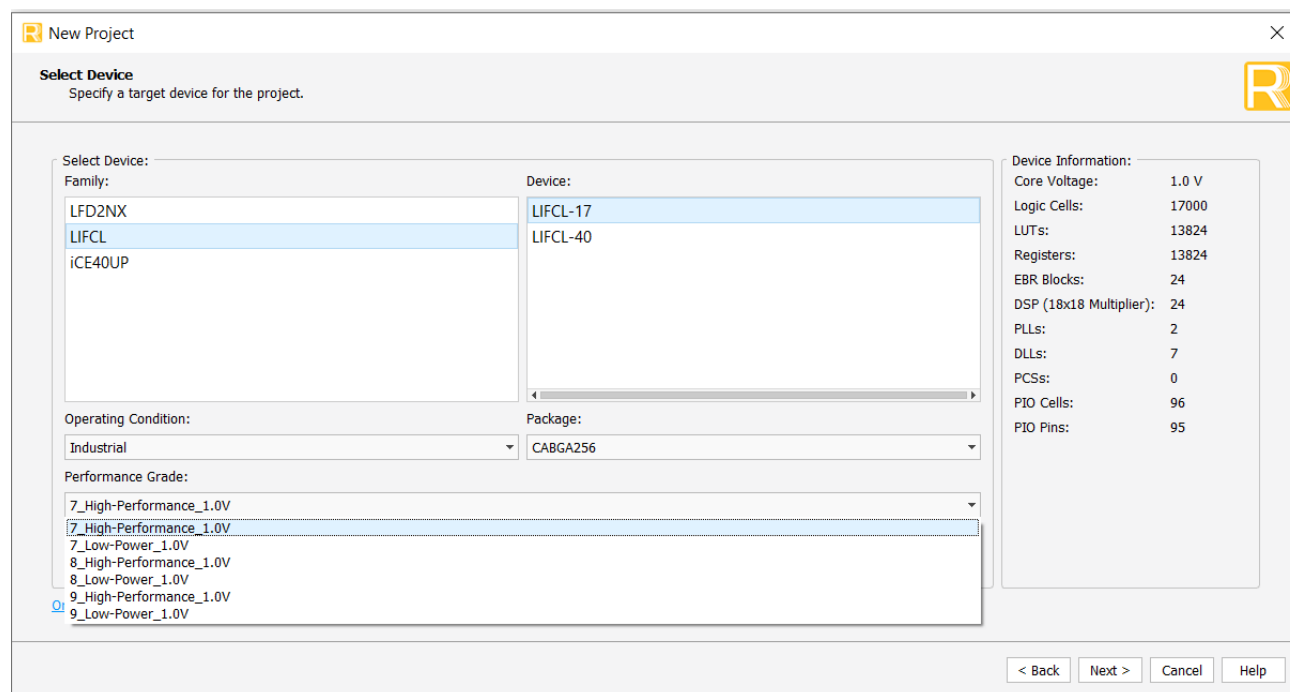 New Project
Select Device
Specify a target device for the project.
Select Device:
Family:
LFD2NX
LIFCL
iCE40UP
Device:
LIFCL-17
LIFCL-40
Operating Condition:
Industrial
Package:
CABGA256
Performance Grade:
7_High-Performance_1.0V
7_High-Performance_1.0V
7_Low-Power_1.0V
8_High-Performance_1.0V
8_Low-Power_1.0V
9_High-Performance_1.0V
9_Low-Power_1.0V
Device Information:
Core Voltage: 1.0 V
Logic Cells: 17000
LUTs: 13824
Registers: 13824
EBR Blocks: 24
DSP (18x18 Multiplier): 24
PLLs: 2
DLLs: 7
PCSs: 0
PIO Cells: 96
PIO Pins: 95
< Back Next > Cancel Help